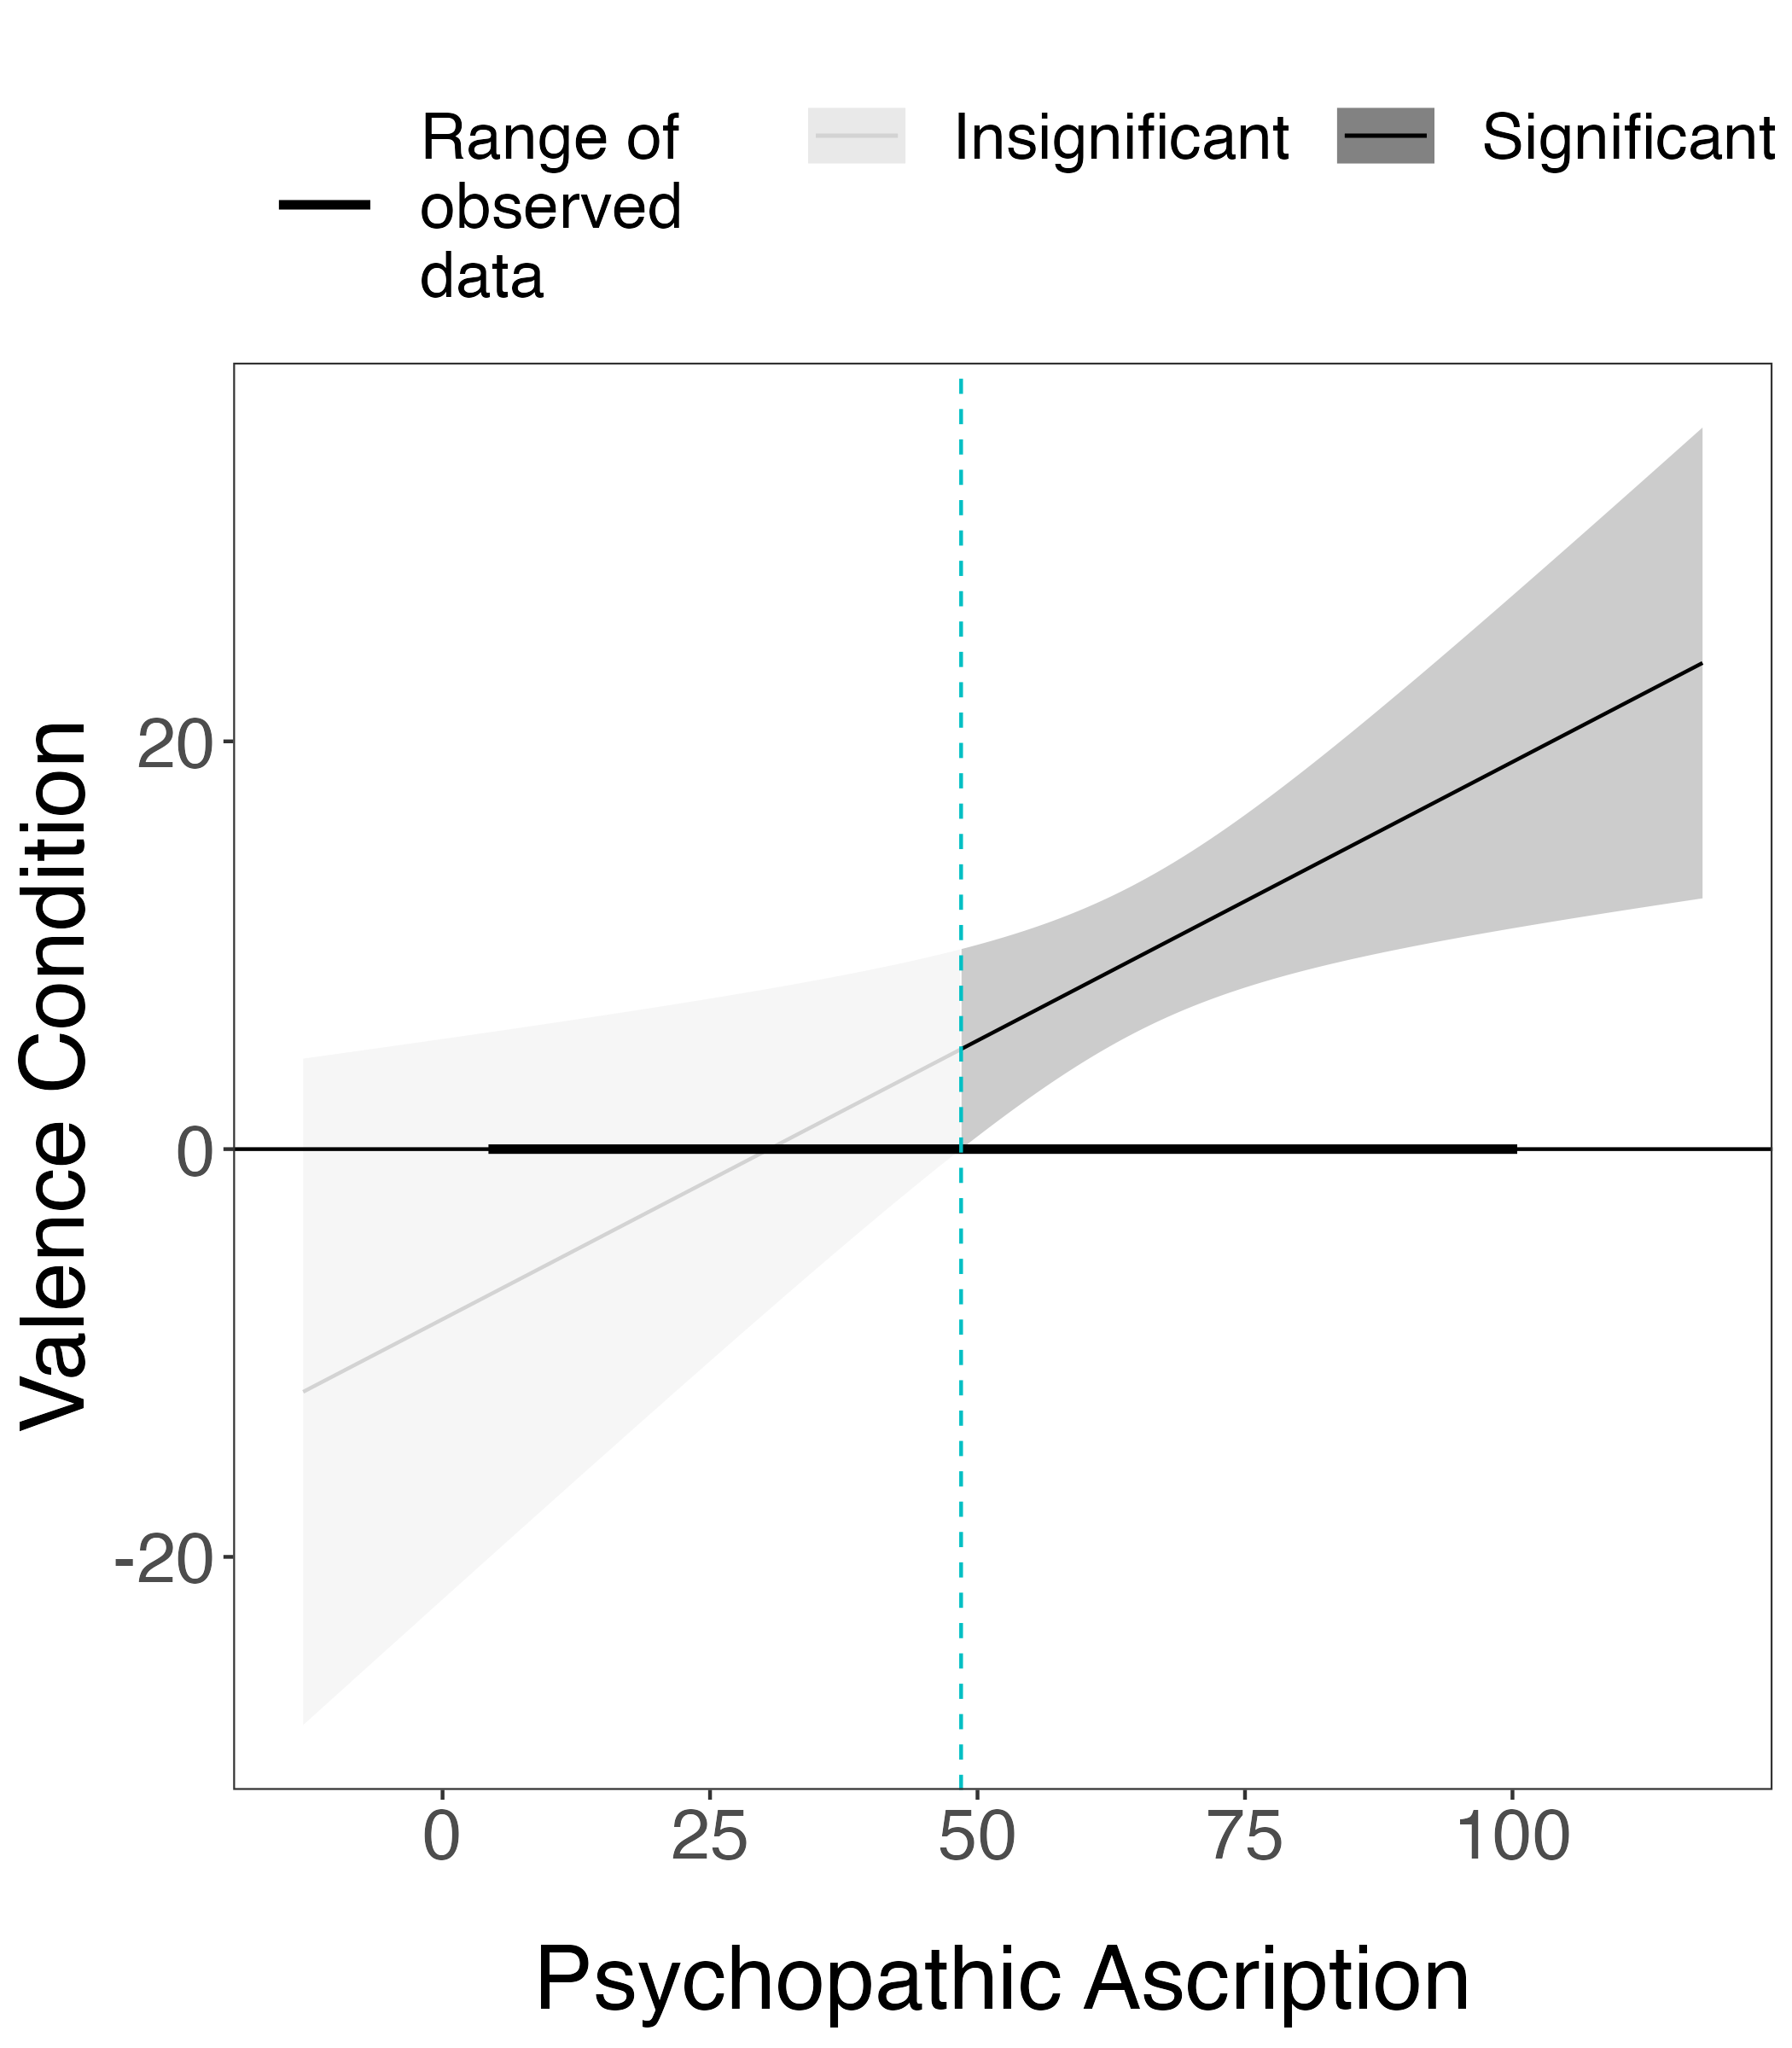 Range of
observed
data
Insignificant
Significant
Valence Condition
20
0
-20
0
25
50
75
100
Psychopathic Ascription